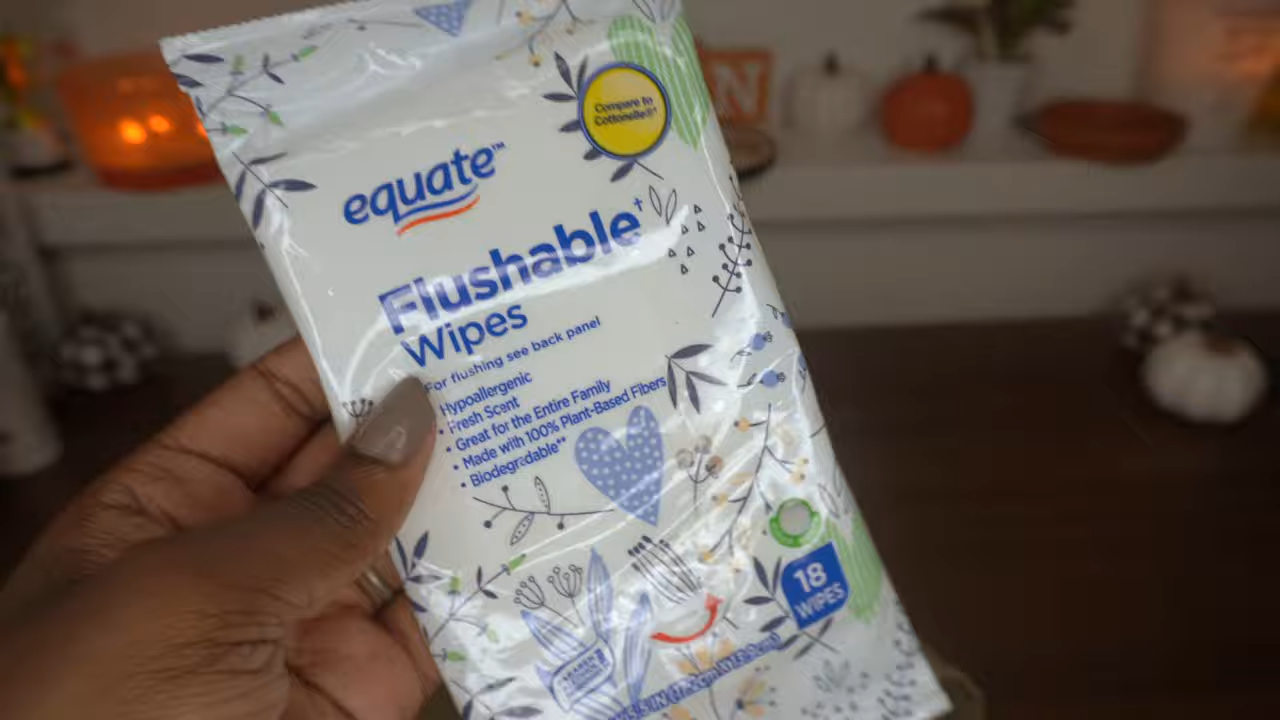 Compare to
Cottonelle®*
equate™
Flushable†
Wipes
For flushing see back panel
Hypoallergenic
• Fresh Scent
• Great for the Entire Family
• Made with 100% Plant-Based Fibers
• Biodegradable**
18
WIPES
N